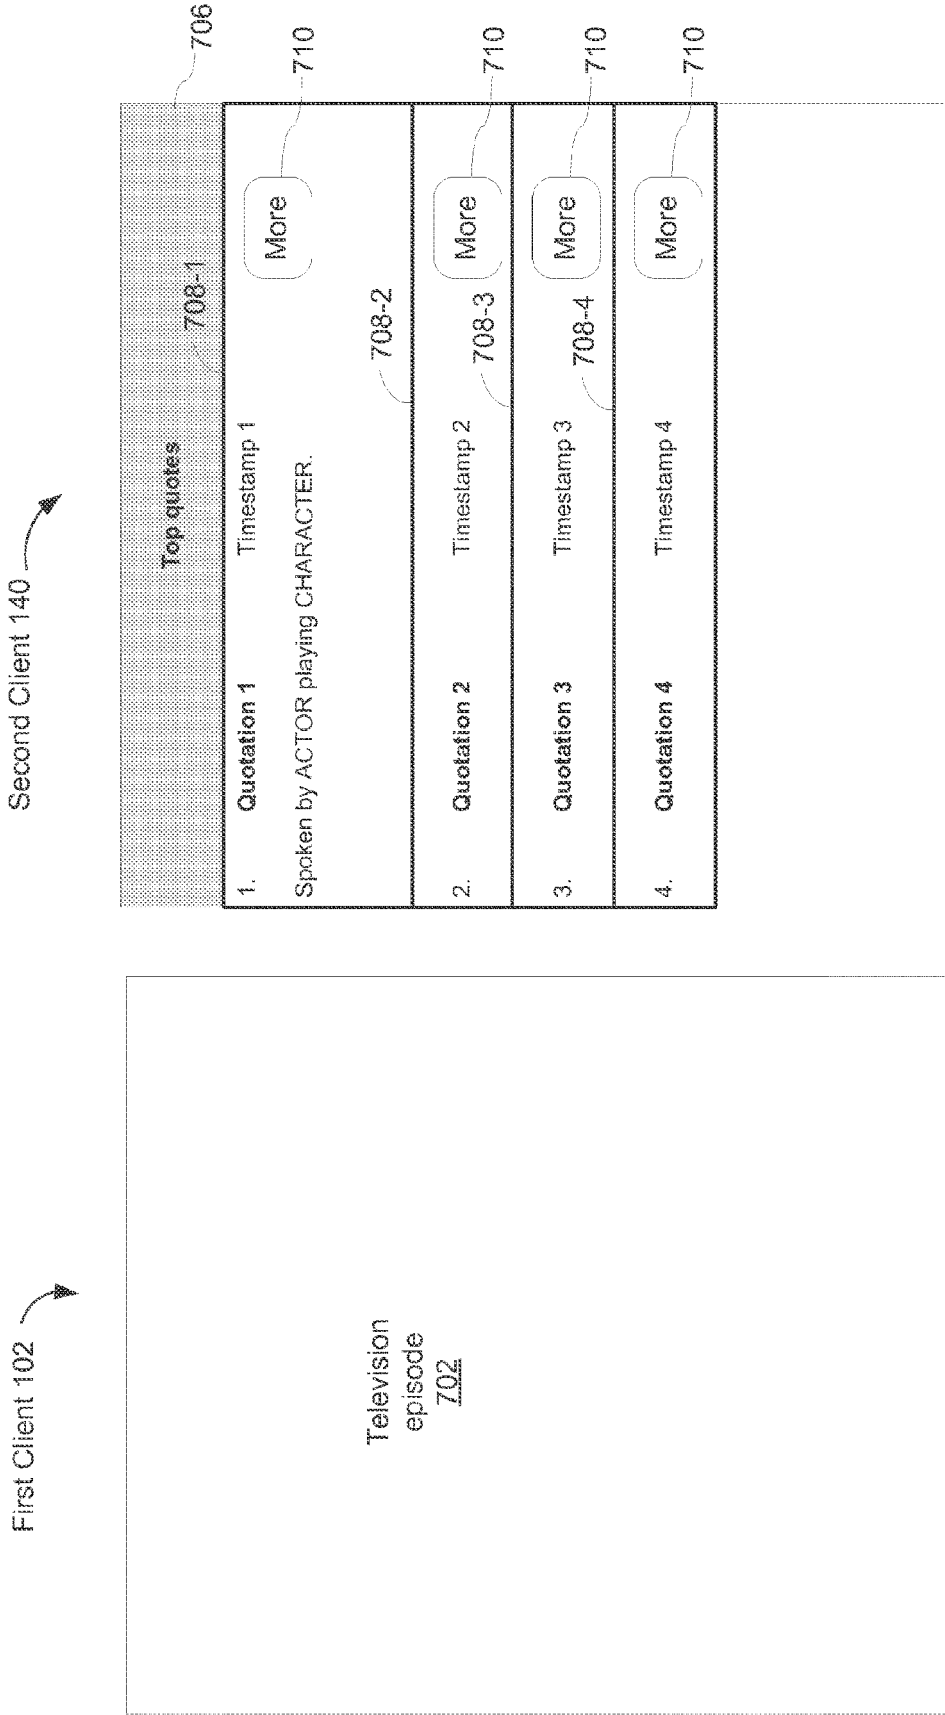 First Client 102
Second Client 140
Television
episode
702
Top quotes
706
708-1
1. Quotation 1 Timestamp 1 More 710
Spoken by ACTOR playing CHARACTER.
708-2
2. Quotation 2 Timestamp 2 More 710
708-3
3. Quotation 3 Timestamp 3 More 710
708-4
4. Quotation 4 Timestamp 4 More 710